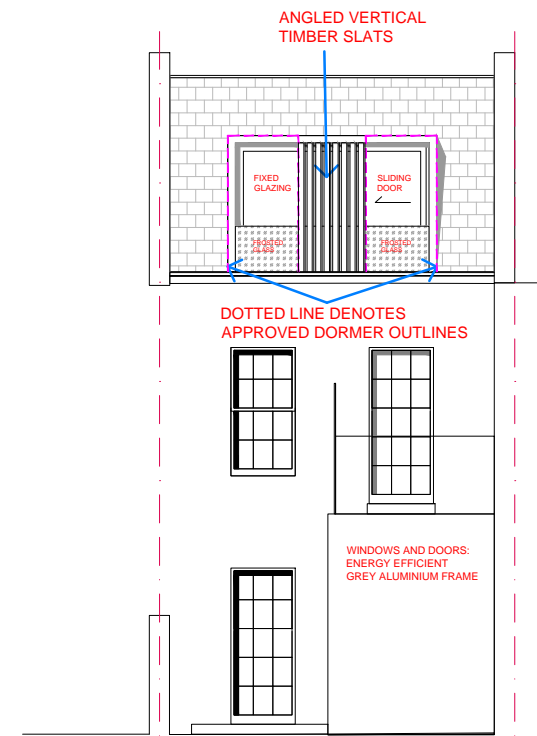 ANGLED VERTICAL
TIMBER SLATS
FIXED
GLAZING
SLIDING
DOOR
FROSTED
GLASS
FROSTED
GLASS
DOTTED LINE DENOTES
APPROVED DORMER OUTLINES
WINDOWS AND DOORS:
ENERGY EFFICIENT
GREY ALUMINIUM FRAME